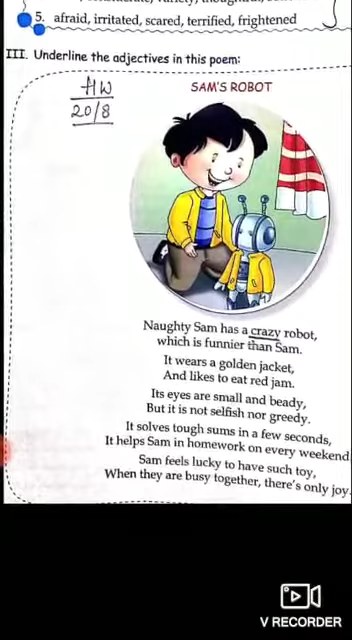 5. afraid, irritated, scared, terrified, frightened
III. Underline the adjectives in this poem:
HW
20/8
SAM'S ROBOT
Naughty Sam has a crazy robot,
which is funnier than Sam.
It wears a golden jacket,
And likes to eat red jam.
Its eyes are small and beady,
But it is not selfish nor greedy.
It solves tough sums in a few seconds,
It helps Sam in homework on every weekend
Sam feels lucky to have such toy,
When they are busy together, there's only joy.
V RECORDER